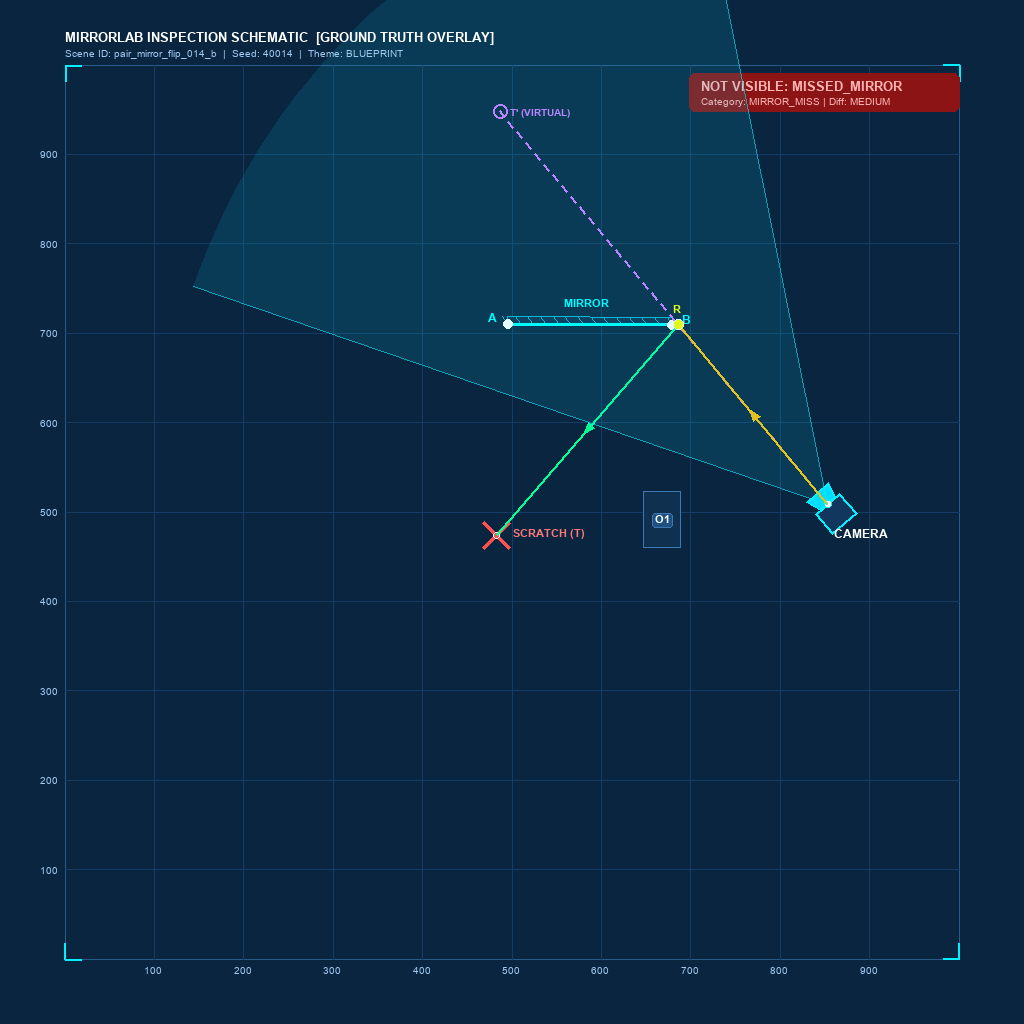 MIRRORLAB INSPECTION SCHEMATIC [GROUND TRUTH OVERLAY]
Scene ID: pair_mirror_flip_014_b | Seed: 40014 | Theme: BLUEPRINT
NOT VISIBLE: MISSED_MIRROR
Category: MIRROR_MISS | Diff: MEDIUM
T' (VIRTUAL)
900
800
MIRROR
R
A
B
700
600
500
O1
SCRATCH (T)
CAMERA
400
300
200
100
100 200 300 400 500 600 700 800 900